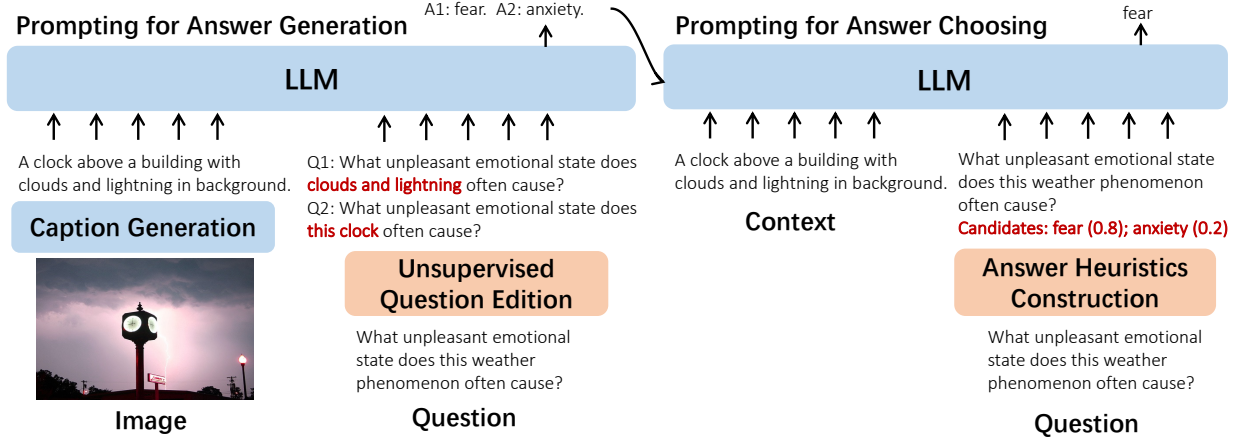 A1: fear. A2: anxiety.
Prompting for Answer Generation
LLM
A clock above a building with
clouds and lightning in background.
Caption Generation
Image
Q1: What unpleasant emotional state does
clouds and lightning often cause?
Q2: What unpleasant emotional state does
this clock often cause?
Unsupervised
Question Edition
What unpleasant emotional
state does this weather
phenomenon often cause?
Question
fear
Prompting for Answer Choosing
LLM
A clock above a building with
clouds and lightning in background.
Context
What unpleasant emotional state
does this weather phenomenon
often cause?
Candidates: fear (0.8); anxiety (0.2)
Answer Heuristics
Construction
What unpleasant emotional
state does this weather
phenomenon often cause?
Question